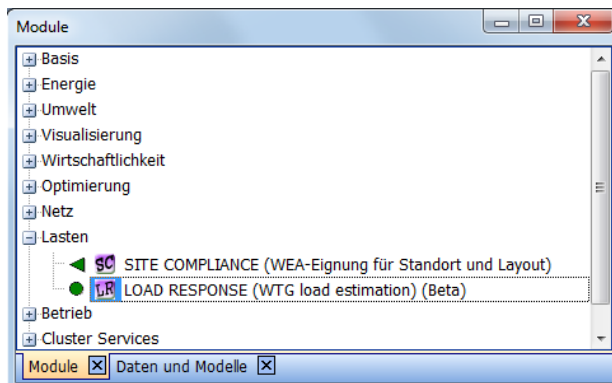 Module
Basis
Energie
Umwelt
Visualisierung
Wirtschaftlichkeit
Optimierung
Netz
Lasten
SC SITE COMPLIANCE (WEA-Eignung für Standort und Layout)
LR LOAD RESPONSE (WTG load estimation) (Beta)
Betrieb
Cluster Services
Module Daten und Modelle